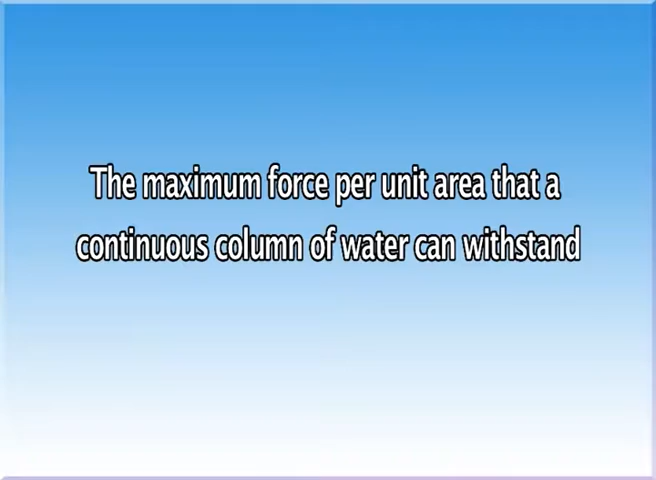 The maximum force per unit area that a
continuous column of water can withstand